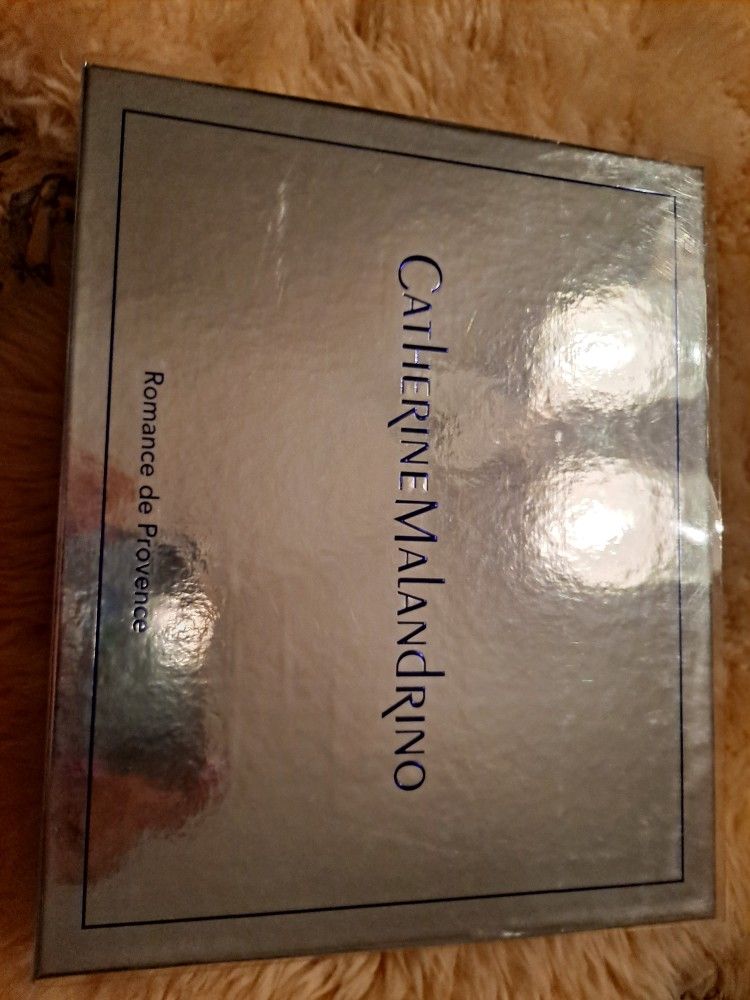 CATHERINE MALANDRINO
Romance de Provence